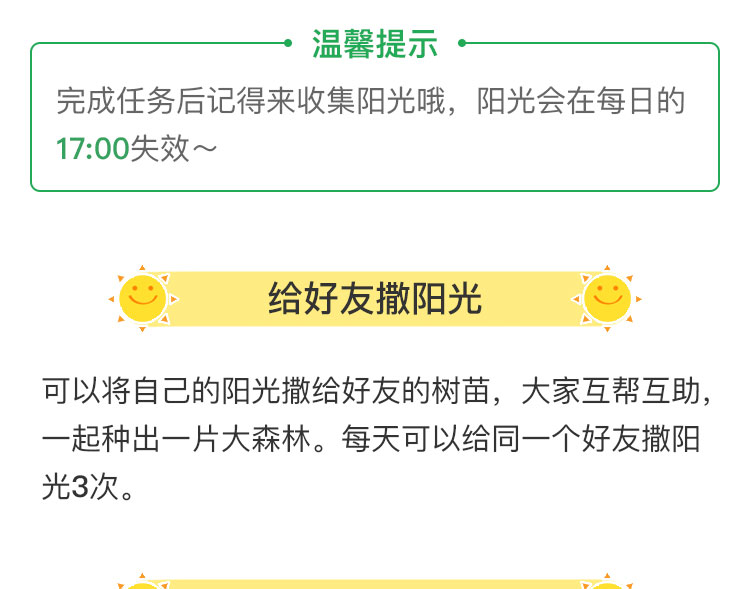 温馨提示
完成任务后记得来收集阳光哦，阳光会在每日的
17:00失效～
给好友撒阳光
可以将自己的阳光撒给好友的树苗，大家互帮互助，
一起种出一片大森林。每天可以给同一个好友撒阳
光3次。